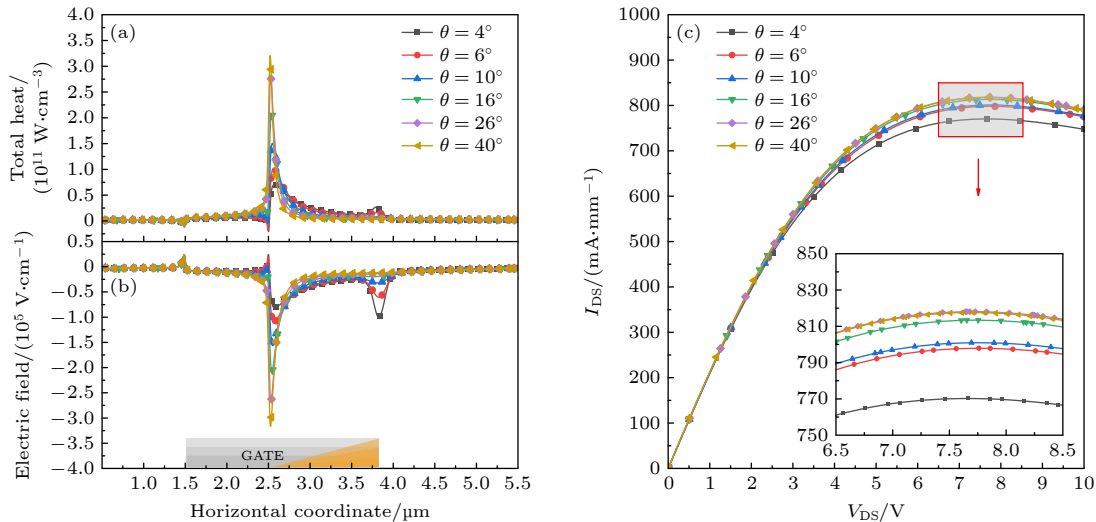 (a)
θ = 4°
θ = 6°
θ = 10°
θ = 16°
θ = 26°
θ = 40°
Total heat/
(10¹¹ W·cm⁻³)
4.0
3.5
3.0
2.5
2.0
1.5
1.0
0.5
0
(b)
Electric field/(10⁵ V·cm⁻¹)
0.5
0
−0.5
−1.0
−1.5
−2.0
−2.5
−3.0
−3.5
−4.0
GATE
1.0 1.5 2.0 2.5 3.0 3.5 4.0 4.5 5.0 5.5
Horizontal coordinate/µm
(c)
θ = 4°
θ = 6°
θ = 10°
θ = 16°
θ = 26°
θ = 40°
I_DS/(mA·mm⁻¹)
1000
900
800
700
600
500
400
300
200
100
0
850
830
810
790
770
750
6.5 7.0 7.5 8.0 8.5
0 1 2 3 4 5 6 7 8 9 10
V_DS/V